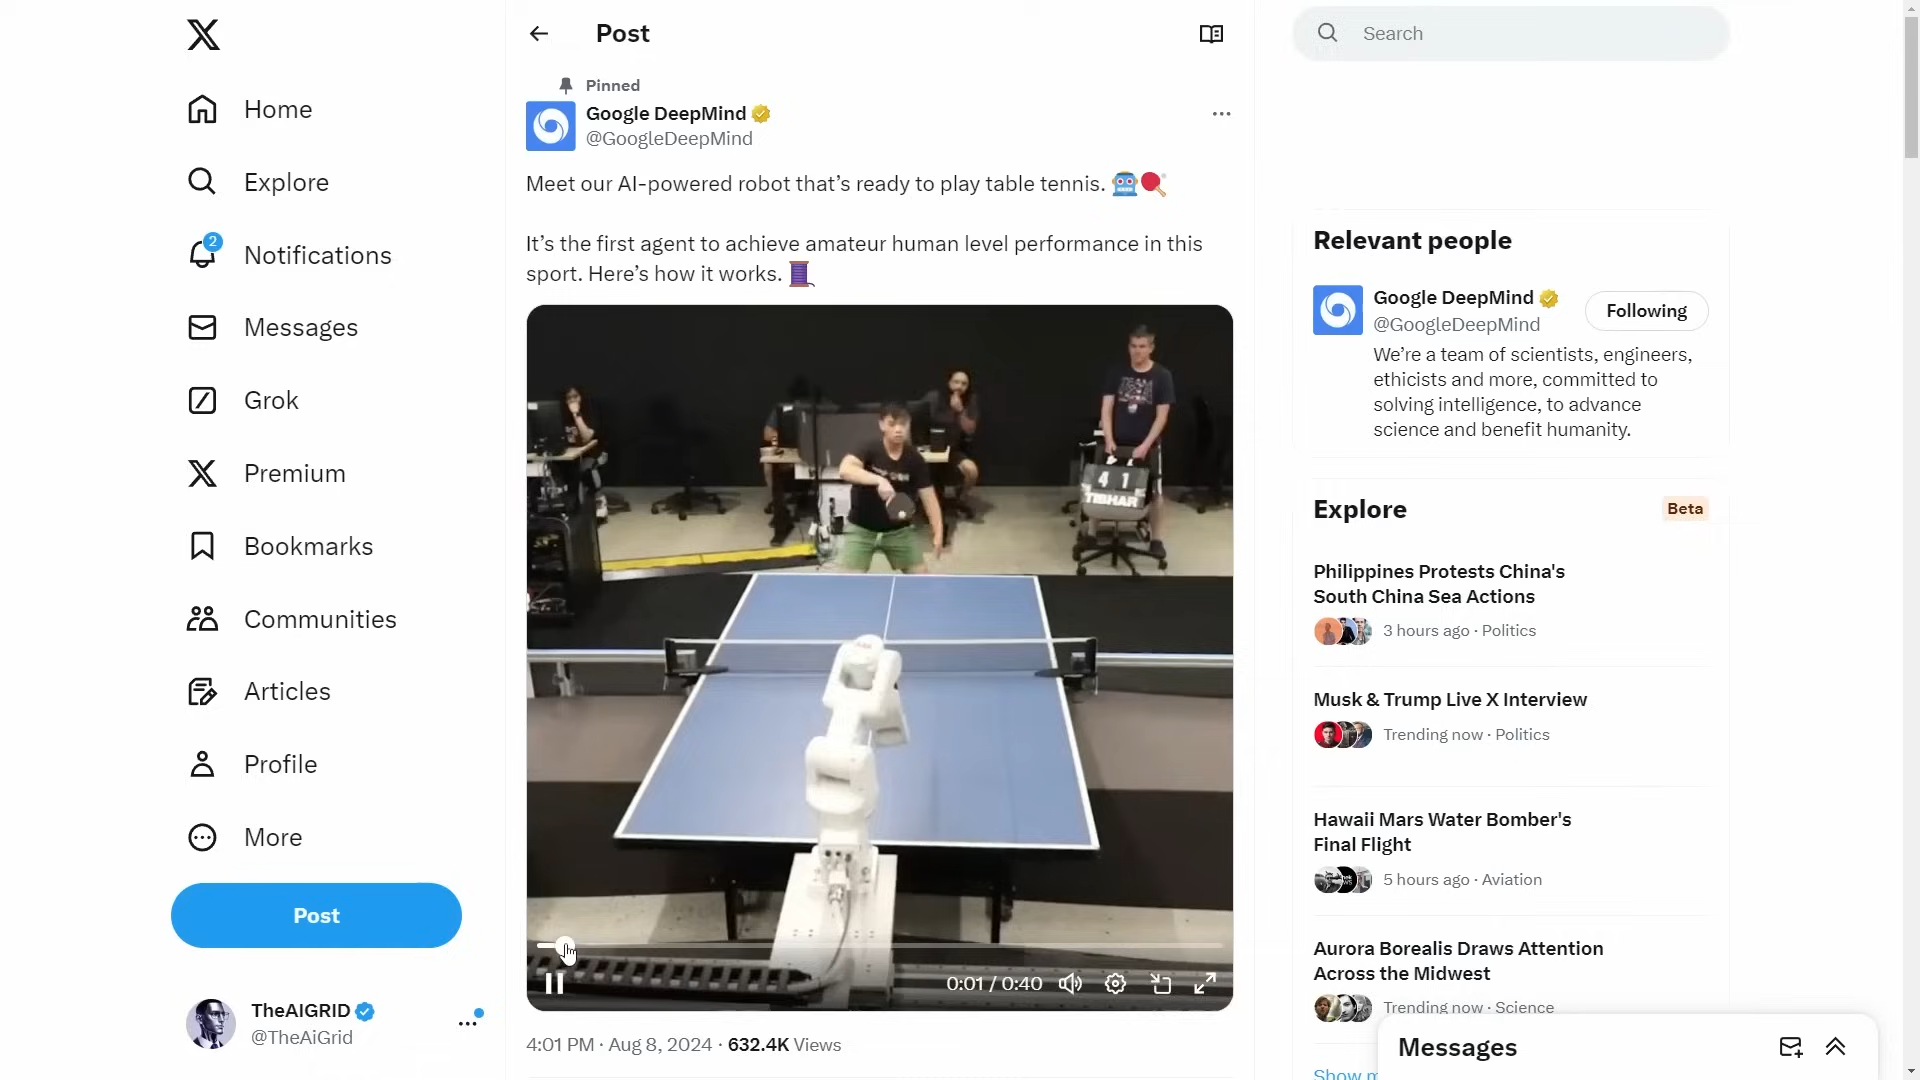 Home
Explore
2
Notifications
Messages
Grok
Premium
Bookmarks
Communities
Articles
Profile
More
Post
TheAIGRID
@TheAiGrid
Post
Pinned
Google DeepMind
@GoogleDeepMind
Meet our AI-powered robot that’s ready to play table tennis. 🤖🏓
It’s the first agent to achieve amateur human level performance in this
sport. Here’s how it works. 🧵
TEAM
4 1
TIBHAR
0:01 / 0:40
4:01 PM · Aug 8, 2024 · 632.4K Views
Search
Relevant people
Google DeepMind
Following
@GoogleDeepMind
We’re a team of scientists, engineers,
ethicists and more, committed to
solving intelligence, to advance
science and benefit humanity.
Explore
Beta
Philippines Protests China's
South China Sea Actions
3 hours ago · Politics
Musk & Trump Live X Interview
Trending now · Politics
Hawaii Mars Water Bomber's
Final Flight
5 hours ago · Aviation
Aurora Borealis Draws Attention
Across the Midwest
Trending now · Science
Show
Messages